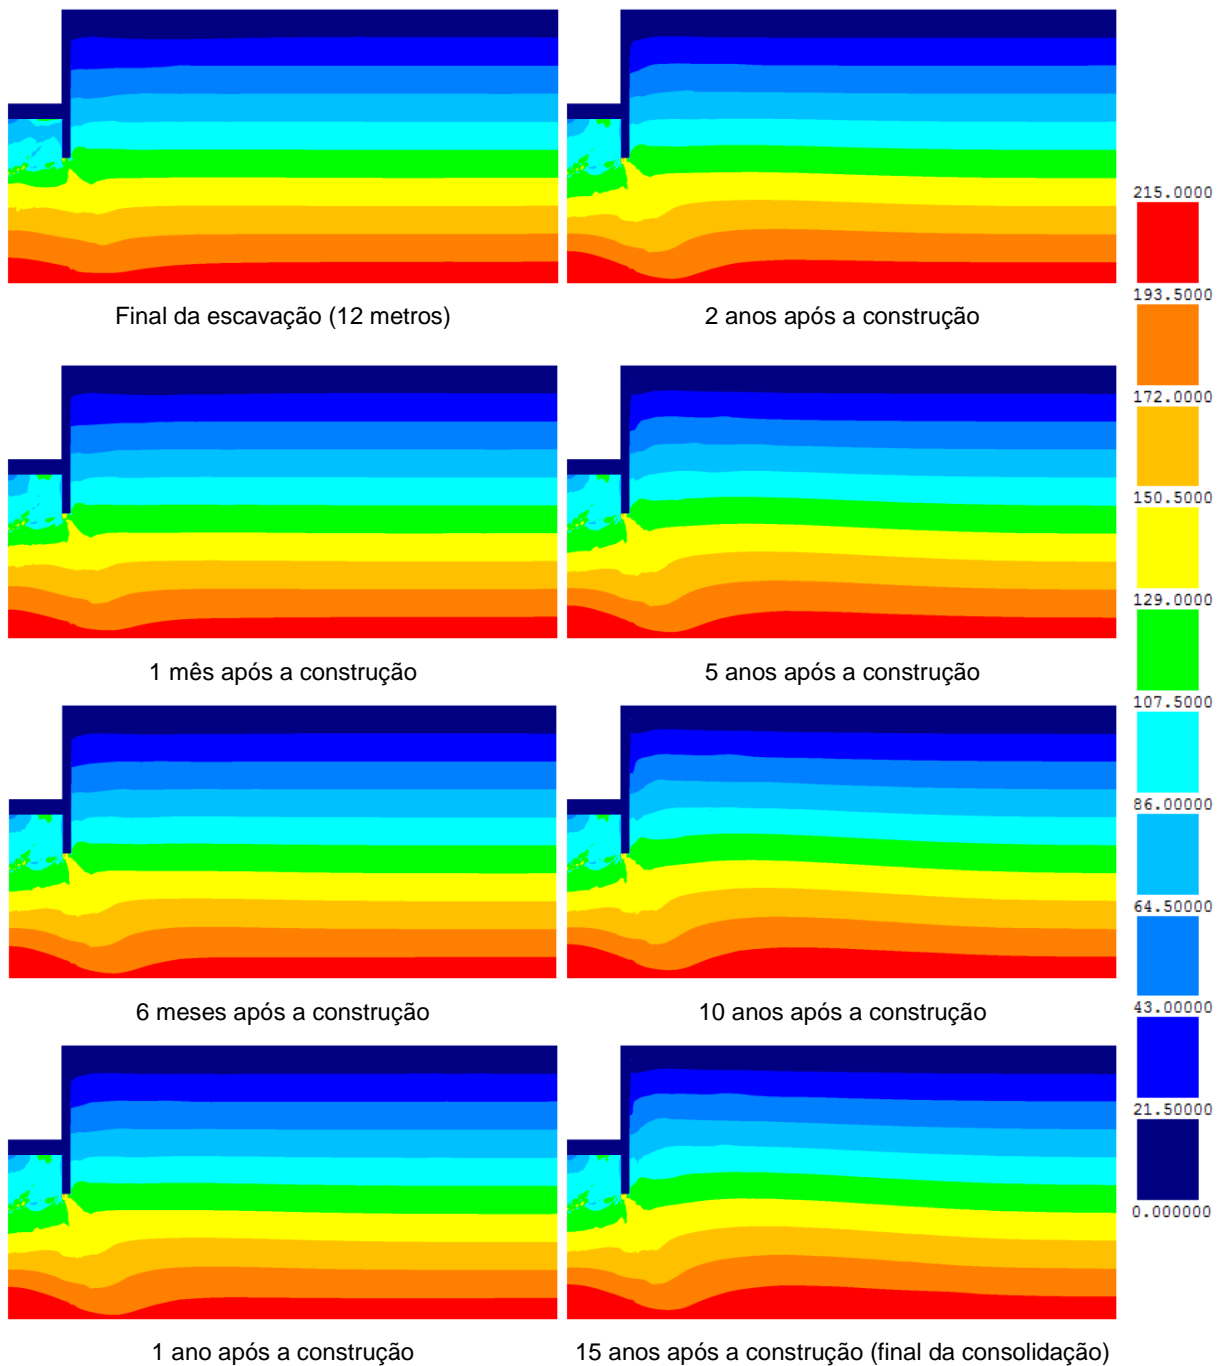 Final da escavação (12 metros)
2 anos após a construção
1 mês após a construção
5 anos após a construção
6 meses após a construção
10 anos após a construção
1 ano após a construção
15 anos após a construção (final da consolidação)
215.0000
193.5000
172.0000
150.5000
129.0000
107.5000
86.00000
64.50000
43.00000
21.50000
0.000000